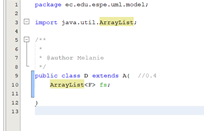 1 package ec.edu.espe.uml.model;
2
3 import java.util.ArrayList;
4
5 /**
6 *
7 * @author Melanie
8 */
9 public class D extends A{ //0.4
10 ArrayList<F> fs;
11
12 }
13